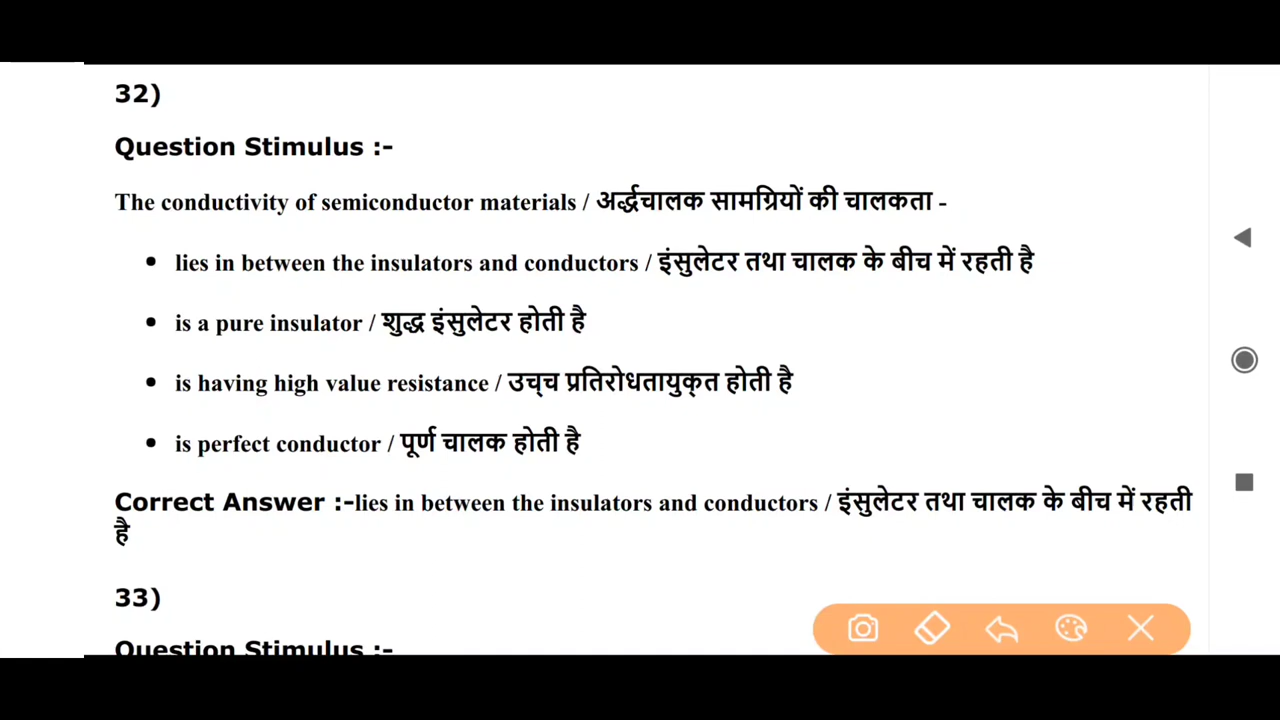 32)
Question Stimulus :-
The conductivity of semiconductor materials / अर्द्धचालक सामग्रियों की चालकता -
• lies in between the insulators and conductors / इंसुलेटर तथा चालक के बीच में रहती है
• is a pure insulator / शुद्ध इंसुलेटर होती है
• is having high value resistance / उच्च प्रतिरोधतायुक्त होती है
• is perfect conductor / पूर्ण चालक होती है
Correct Answer :-lies in between the insulators and conductors / इंसुलेटर तथा चालक के बीच में रहती
है
33)
Question Stimulus :-